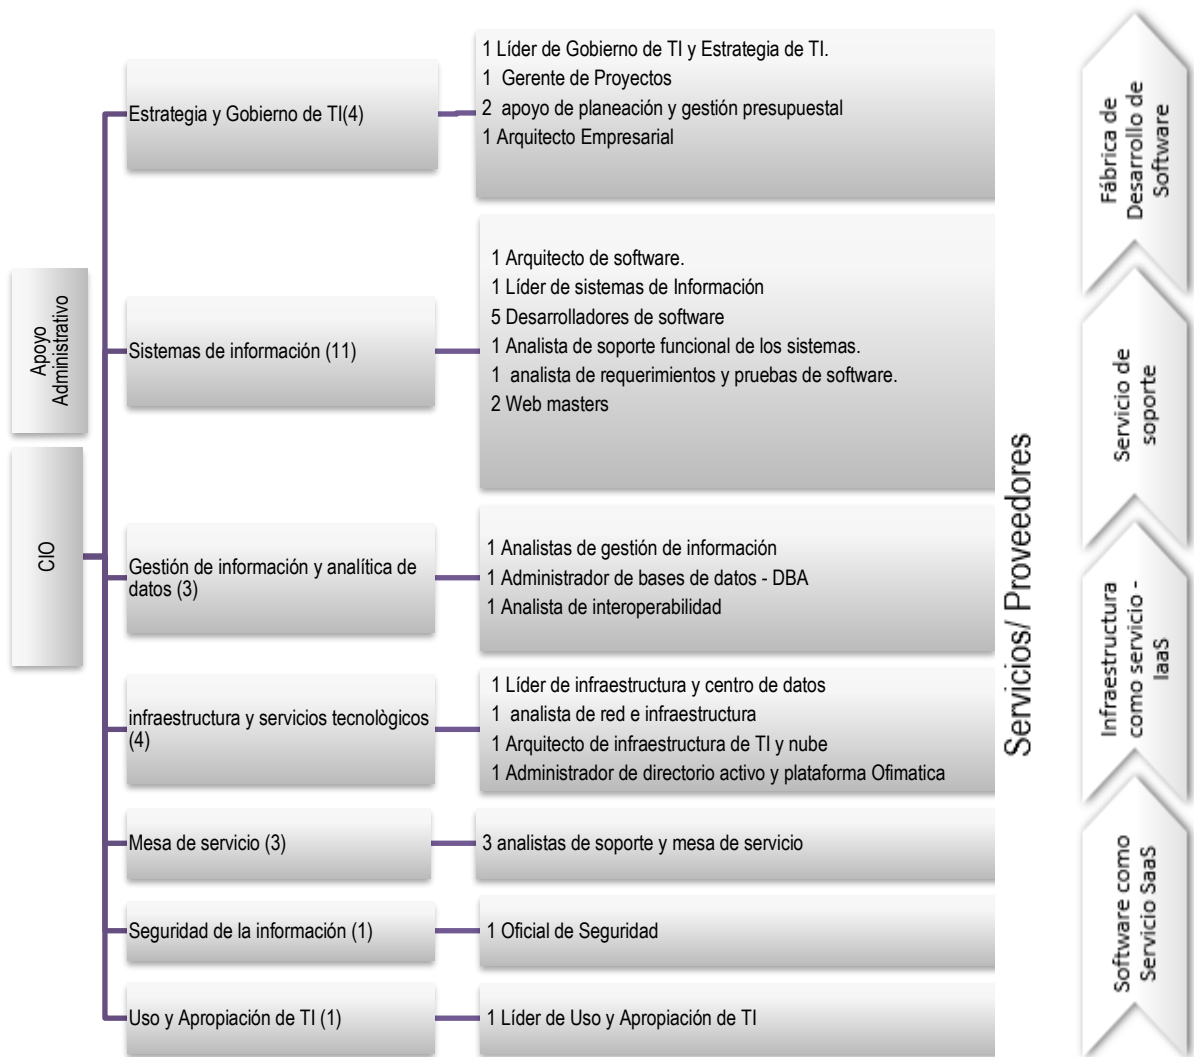 Apoyo
Administrativo
CIO
Estrategia y Gobierno de TI(4)
1 Líder de Gobierno de TI y Estrategia de TI.
1 Gerente de Proyectos
2 apoyo de planeación y gestión presupuestal
1 Arquitecto Empresarial
Sistemas de información (11)
1 Arquitecto de software.
1 Líder de sistemas de Información
5 Desarrolladores de software
1 Analista de soporte funcional de los sistemas.
1 analista de requerimientos y pruebas de software.
2 Web masters
Gestión de información y analítica de
datos (3)
1 Analistas de gestión de información
1 Administrador de bases de datos - DBA
1 Analista de interoperabilidad
infraestructura y servicios tecnològicos
(4)
1 Líder de infraestructura y centro de datos
1 analista de red e infraestructura
1 Arquitecto de infraestructura de TI y nube
1 Administrador de directorio activo y plataforma Ofimatica
Mesa de servicio (3)
3 analistas de soporte y mesa de servicio
Seguridad de la información (1)
1 Oficial de Seguridad
Uso y Apropiación de TI (1)
1 Líder de Uso y Apropiación de TI
Servicios/ Proveedores
Fábrica de
Desarrollo de
Software
Servicio de
soporte
Infraestructura
como servicio -
IaaS
Software como
Servicio SaaS